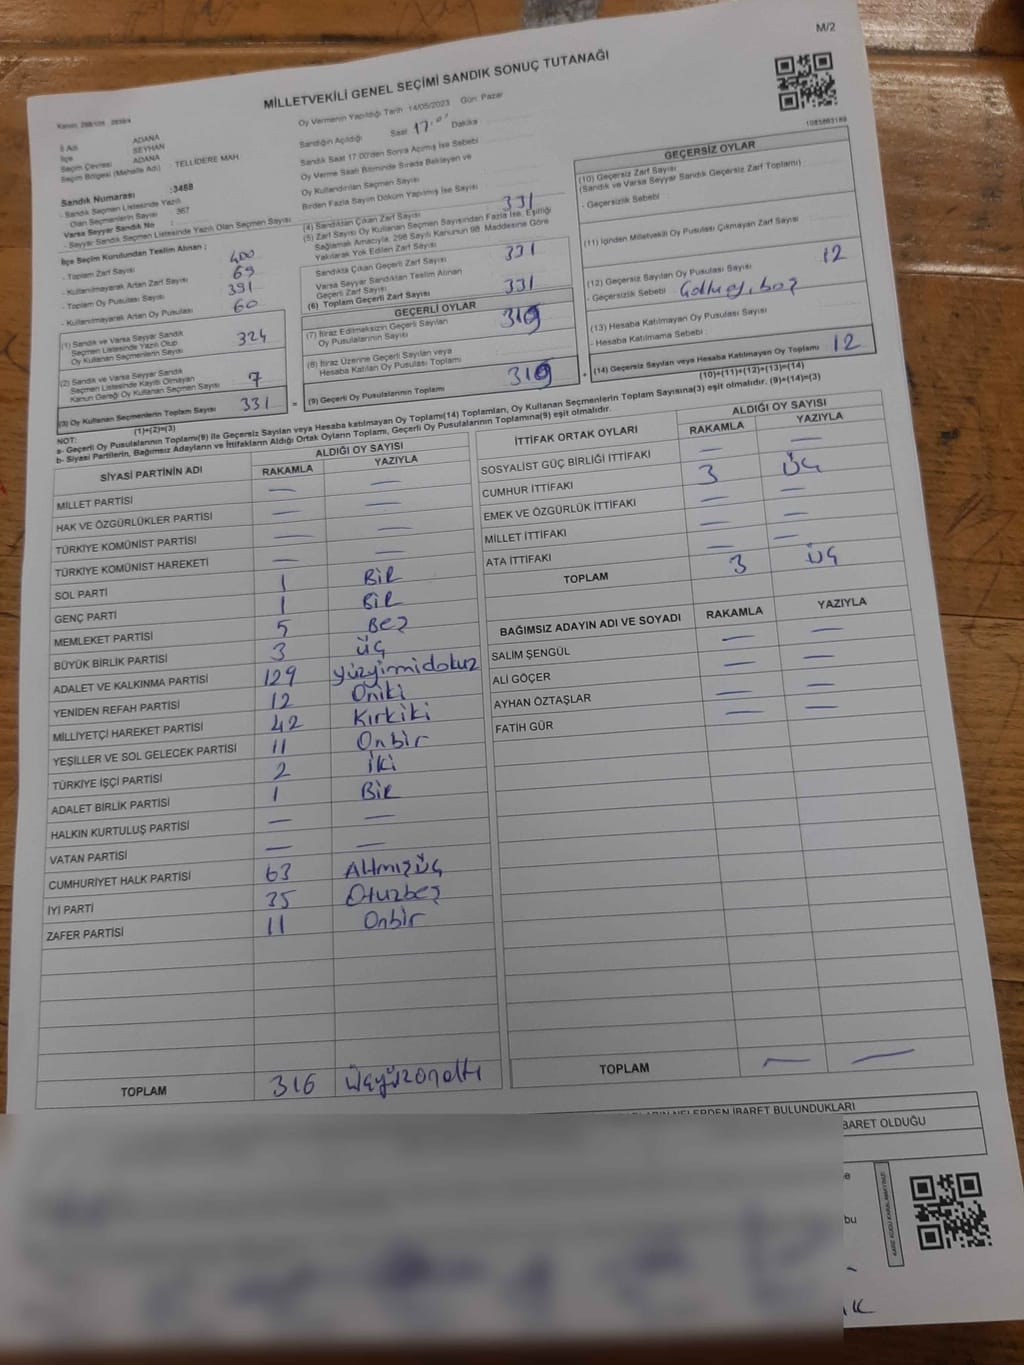 M/2
MİLLETVEKİLİ GENEL SEÇİMİ SANDIK SONUÇ TUTANAĞI
Oy Vermenin Yapıldığı Tarih :14/05/2023 Gün: Pazar
İl Adı ADANA
İlçe SEYHAN
Seçim Çevresi ADANA
Seçim Bölgesi (Mahalle Adı) : TELLİDERE MAH
Sandık Numarası :3468
- Sandık Seçmen Listesinde Yazılı
Olan Seçmenlerin Sayısı : 367
Varsa Seyyar Sandık No :
- Seyyar Sandık Seçmen Listesinde Yazılı Olan Seçmen Sayısı
Sandığın Açıldığı Saat 17.00 Dakika
Sandık Saat 17:00'den Sonra Açılmış İse Sebebi
Oy Verme Saati Bitiminde Sırada Bekleyen ve
Oy Kullandırılan Seçmen Sayısı
Birden Fazla Sayım Döküm Yapılmış İse Sayısı
İlçe Seçim Kurulundan Teslim Alınan ;
- Toplam Zarf Sayısı 400
- Kullanılmayarak Artan Zarf Sayısı 69
- Toplam Oy Pusulası Sayısı 391
- Kullanılmayarak Artan Oy Pusulası 60
(1) Sandık ve Varsa Seyyar Sandık
Seçmen Listesinde Yazılı Olup
Oy Kullanan Seçmenlerin Sayısı 324
(2) Sandık ve Varsa Seyyar Sandık
Seçmen Listesinde Kayıtlı Olmayan
Kanun Gereği Oy Kullanan Seçmen Sayısı 7
(3) Oy Kullanan Seçmenlerin Toplam Sayısı 331
(1)+(2)=(3)
(4) Sandıktan Çıkan Zarf Sayısı 331
(5) Zarf Sayısı Oy Kullanan Seçmen Sayısından Fazla İse, Eşitliği
Sağlamak Amacıyla, 298 Sayılı Kanunun 98. Maddesine Göre
Yakılarak Yok Edilen Zarf Sayısı
Sandıkta Çıkan Geçerli Zarf Sayısı 331
Varsa Seyyar Sandıktan Teslim Alınan
Geçerli Zarf Sayısı
(6) Toplam Geçerli Zarf Sayısı 331
GEÇERLİ OYLAR
(7) İtiraz Edilmeksizin Geçerli Sayılan
Oy Pusulalarının Sayısı 319
(8) İtiraz Üzerine Geçerli Sayılan veya
Hesaba Katılan Oy Pusulası Toplamı
= (9) Geçerli Oy Pusulalarının Toplamı 319
1083803189
GEÇERSİZ OYLAR
(10) Geçersiz Zarf Sayısı
(Sandık ve Varsa Seyyar Sandık Geçersiz Zarf Toplamı)
- Geçersizlik Sebebi :
(11) İçinden Milletvekili Oy Pusulası Çıkmayan Zarf Sayısı
(12) Geçersiz Sayılan Oy Pusulası Sayısı 12
- Geçersizlik Sebebi
(13) Hesaba Katılmayan Oy Pusulası Sayısı
- Hesaba Katılmama Sebebi :
+ (14) Geçersiz Sayılan veya Hesaba Katılmayan Oy Toplamı 12
(10)+(11)+(12)+(13)=(14)
NOT:
a- Geçerli Oy Pusulalarının Toplamı(9) ile Geçersiz Sayılan veya Hesaba katılmayan Oy Toplamı(14) Toplamları, Oy Kullanan Seçmenlerin Toplam Sayısına(3) eşit olmalıdır. (9)+(14)=(3)
b- Siyasi Partilerin, Bağımsız Adayların ve İttifakların Aldığı Ortak Oyların Toplamı, Geçerli Oy Pusulalarının Toplamına(9) eşit olmalıdır.
SİYASİ PARTİNİN ADI ALDIĞI OY SAYISI
RAKAMLA YAZIYLA
MİLLET PARTİSİ — —
HAK VE ÖZGÜRLÜKLER PARTİSİ — —
TÜRKİYE KOMÜNİST PARTİSİ — —
TÜRKİYE KOMÜNİST HAREKETİ — —
SOL PARTİ 1 BİR
GENÇ PARTİ 1 BİR
MEMLEKET PARTİSİ 5 BEŞ
BÜYÜK BİRLİK PARTİSİ 3 ÜÇ
ADALET VE KALKINMA PARTİSİ 129 yüzyirmidokuz
YENİDEN REFAH PARTİSİ 12 Oniki
MİLLİYETÇİ HAREKET PARTİSİ 42 Kırkiki
YEŞİLLER VE SOL GELECEK PARTİSİ 11 Onbir
TÜRKİYE İŞÇİ PARTİSİ 2 İki
ADALET BİRLİK PARTİSİ 1 BİR
HALKIN KURTULUŞ PARTİSİ — —
VATAN PARTİSİ — —
CUMHURİYET HALK PARTİSİ 63 Altmışüç
İYİ PARTİ 35 Otuzbeş
ZAFER PARTİSİ 11 Onbir
TOPLAM 316 Üçyüzonaltı
İTTİFAK ORTAK OYLARI ALDIĞI OY SAYISI
RAKAMLA YAZIYLA
SOSYALİST GÜÇ BİRLİĞİ İTTİFAKI — —
CUMHUR İTTİFAKI 3 ÜÇ
EMEK VE ÖZGÜRLÜK İTTİFAKI — —
MİLLET İTTİFAKI — —
ATA İTTİFAKI — —
TOPLAM 3 ÜÇ
BAĞIMSIZ ADAYIN ADI VE SOYADI RAKAMLA YAZIYLA
SALİM ŞENGÜL — —
ALİ GÖÇER — —
AYHAN ÖZTAŞLAR — —
FATİH GÜR — —
TOPLAM — —
NELERDEN İBARET BULUNDUKLARI
BARET OLDUĞU
bu